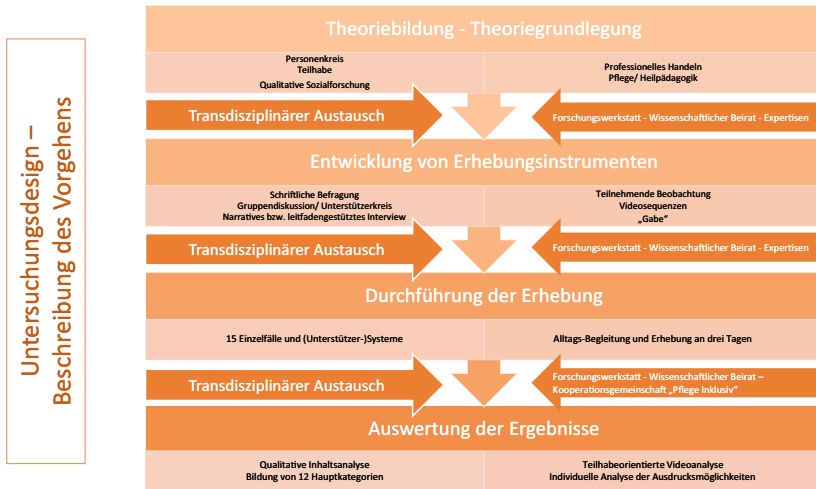 Untersuchungsdesign –
Beschreibung des Vorgehens
Theoriebildung - Theoriegrundlegung
Personenkreis
Teilhabe
Qualitative Sozialforschung
Professionelles Handeln
Pflege/ Heilpädagogik
Transdisziplinärer Austausch
Forschungswerkstatt - Wissenschaftlicher Beirat - Expertisen
Entwicklung von Erhebungsinstrumenten
Schriftliche Befragung
Gruppendiskussion/ Unterstützerkreis
Narratives bzw. leitfadengestütztes Interview
Teilnehmende Beobachtung
Videosequenzen
„Gabe“
Transdisziplinärer Austausch
Forschungswerkstatt - Wissenschaftlicher Beirat - Expertisen
Durchführung der Erhebung
15 Einzelfälle und (Unterstützer-)Systeme
Alltags-Begleitung und Erhebung an drei Tagen
Transdisziplinärer Austausch
Forschungswerkstatt - Wissenschaftlicher Beirat –
Kooperationsgemeinschaft „Pflege Inklusiv“
Auswertung der Ergebnisse
Qualitative Inhaltsanalyse
Bildung von 12 Hauptkategorien
Teilhabeorientierte Videoanalyse
Individuelle Analyse der Ausdrucksmöglichkeiten